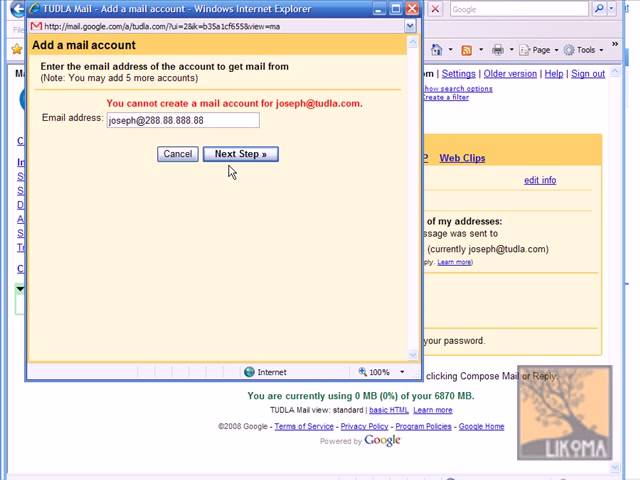 TUDLA Mail - Add a mail account - Windows Internet Explorer
http://mail.google.com/a/tudla.com/?ui=2&ik=b35a1cf655&view=ma
Google
Page
Tools
»
Add a mail account
Enter the email address of the account to get mail from
(Note: You may add 5 more accounts)
You cannot create a mail account for joseph@tudla.com.
Email address: joseph@288.88.888.88
Cancel
Next Step »
Settings | Older version | Help | Sign out
show search options
Create a filter
Web Clips
edit info
of my addresses:
message was sent to
(currently joseph@tudla.com)
Learn more)
your password.
Internet
100%
clicking Compose Mail or Reply.
You are currently using 0 MB (0%) of your 6870 MB.
TUDLA Mail view: standard | basic HTML Learn more
©2008 Google - Terms of Service - Privacy Policy - Program Policies - Google Home
Powered by Google
LIKOMA